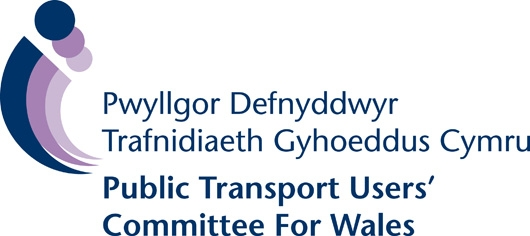 Pwyllgor Defnyddwyr
Trafnidiaeth Gyhoeddus Cymru
Public Transport Users’
Committee For Wales